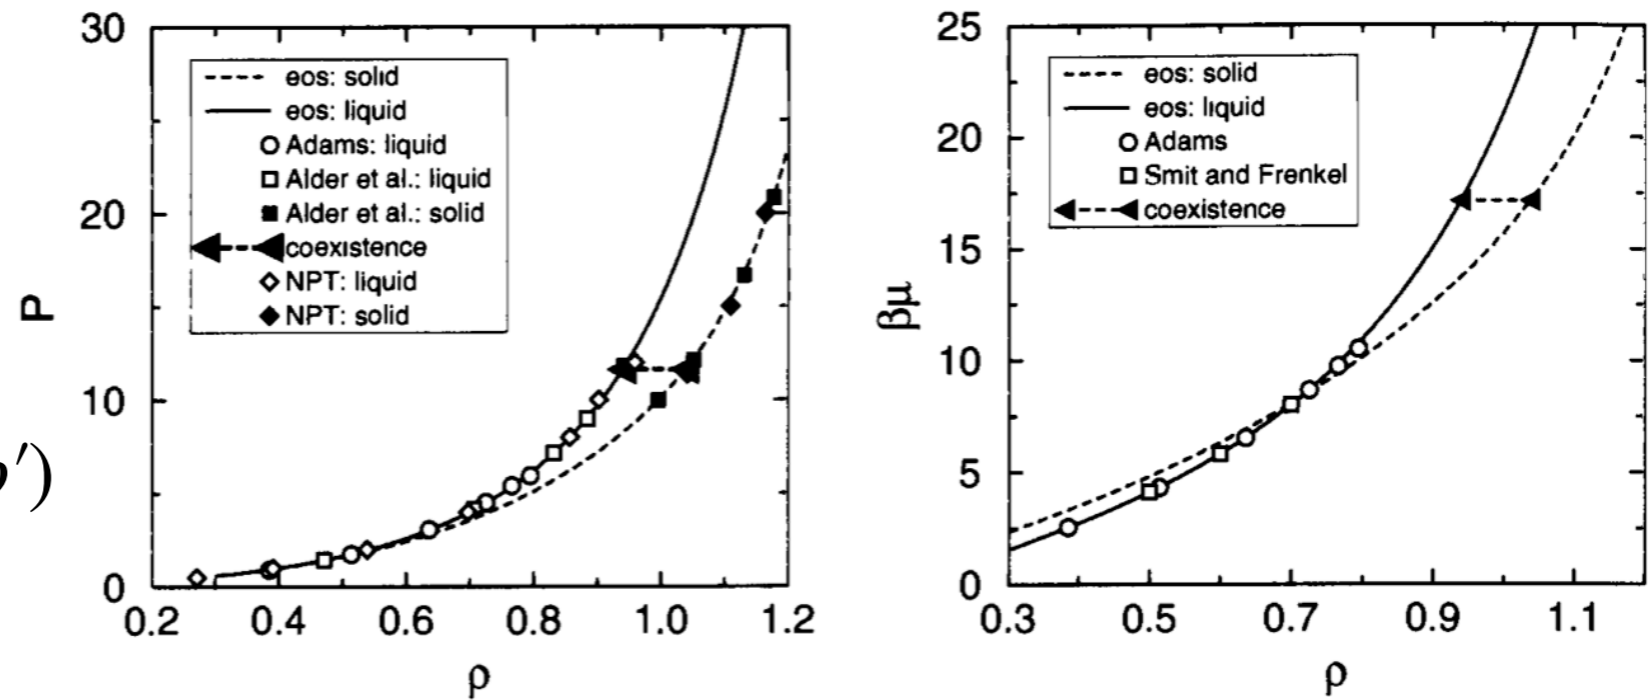 30
20
10
0
P
eos: solid
eos: liquid
Adams: liquid
Alder et al.: liquid
Alder et al.: solid
coexistence
NPT: liquid
NPT: solid
0.2 0.4 0.6 0.8 1.0 1.2
ρ
′)
25
20
15
10
5
0
βμ
eos: solid
eos: liquid
Adams
Smit and Frenkel
coexistence
0.3 0.5 0.7 0.9 1.1
ρ